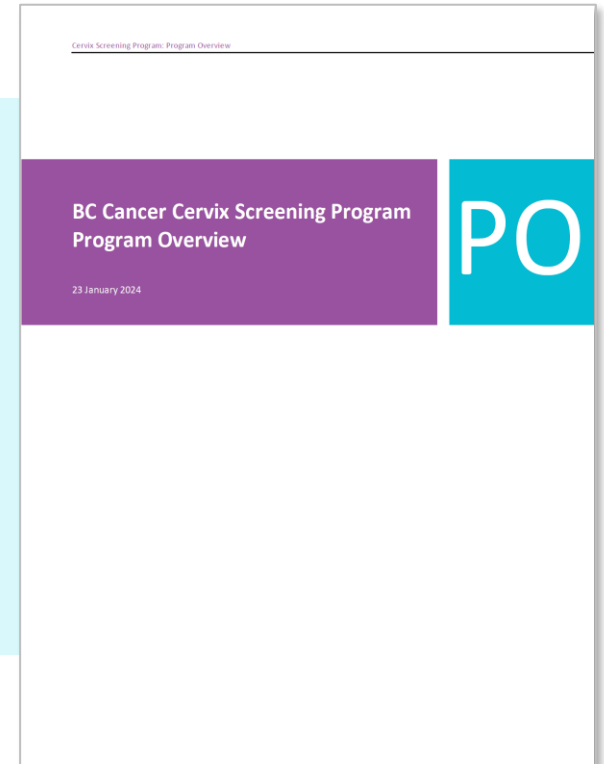 Cervix Screening Program: Program Overview
BC Cancer Cervix Screening Program
Program Overview
PO
23 January 2024